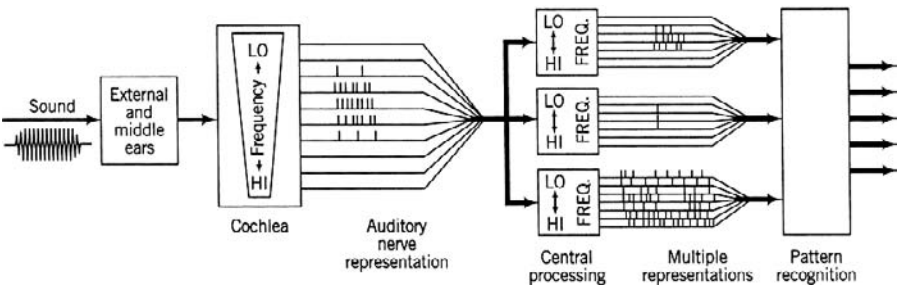 Sound
External
and
middle
ears
LO
Frequency
HI
Cochlea
Auditory
nerve
representation
LO
HI
FREQ.
LO
HI
FREQ.
LO
HI
FREQ.
Central
processing
Multiple
representations
Pattern
recognition